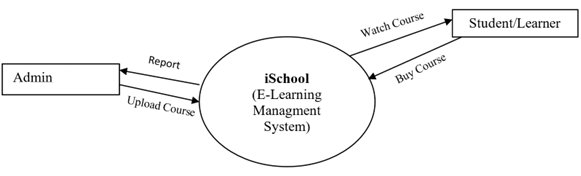 Watch Course
Student/Learner
Report
iSchool
Buy Course
Admin
(E-Learning
Managment
Upload Course
System)